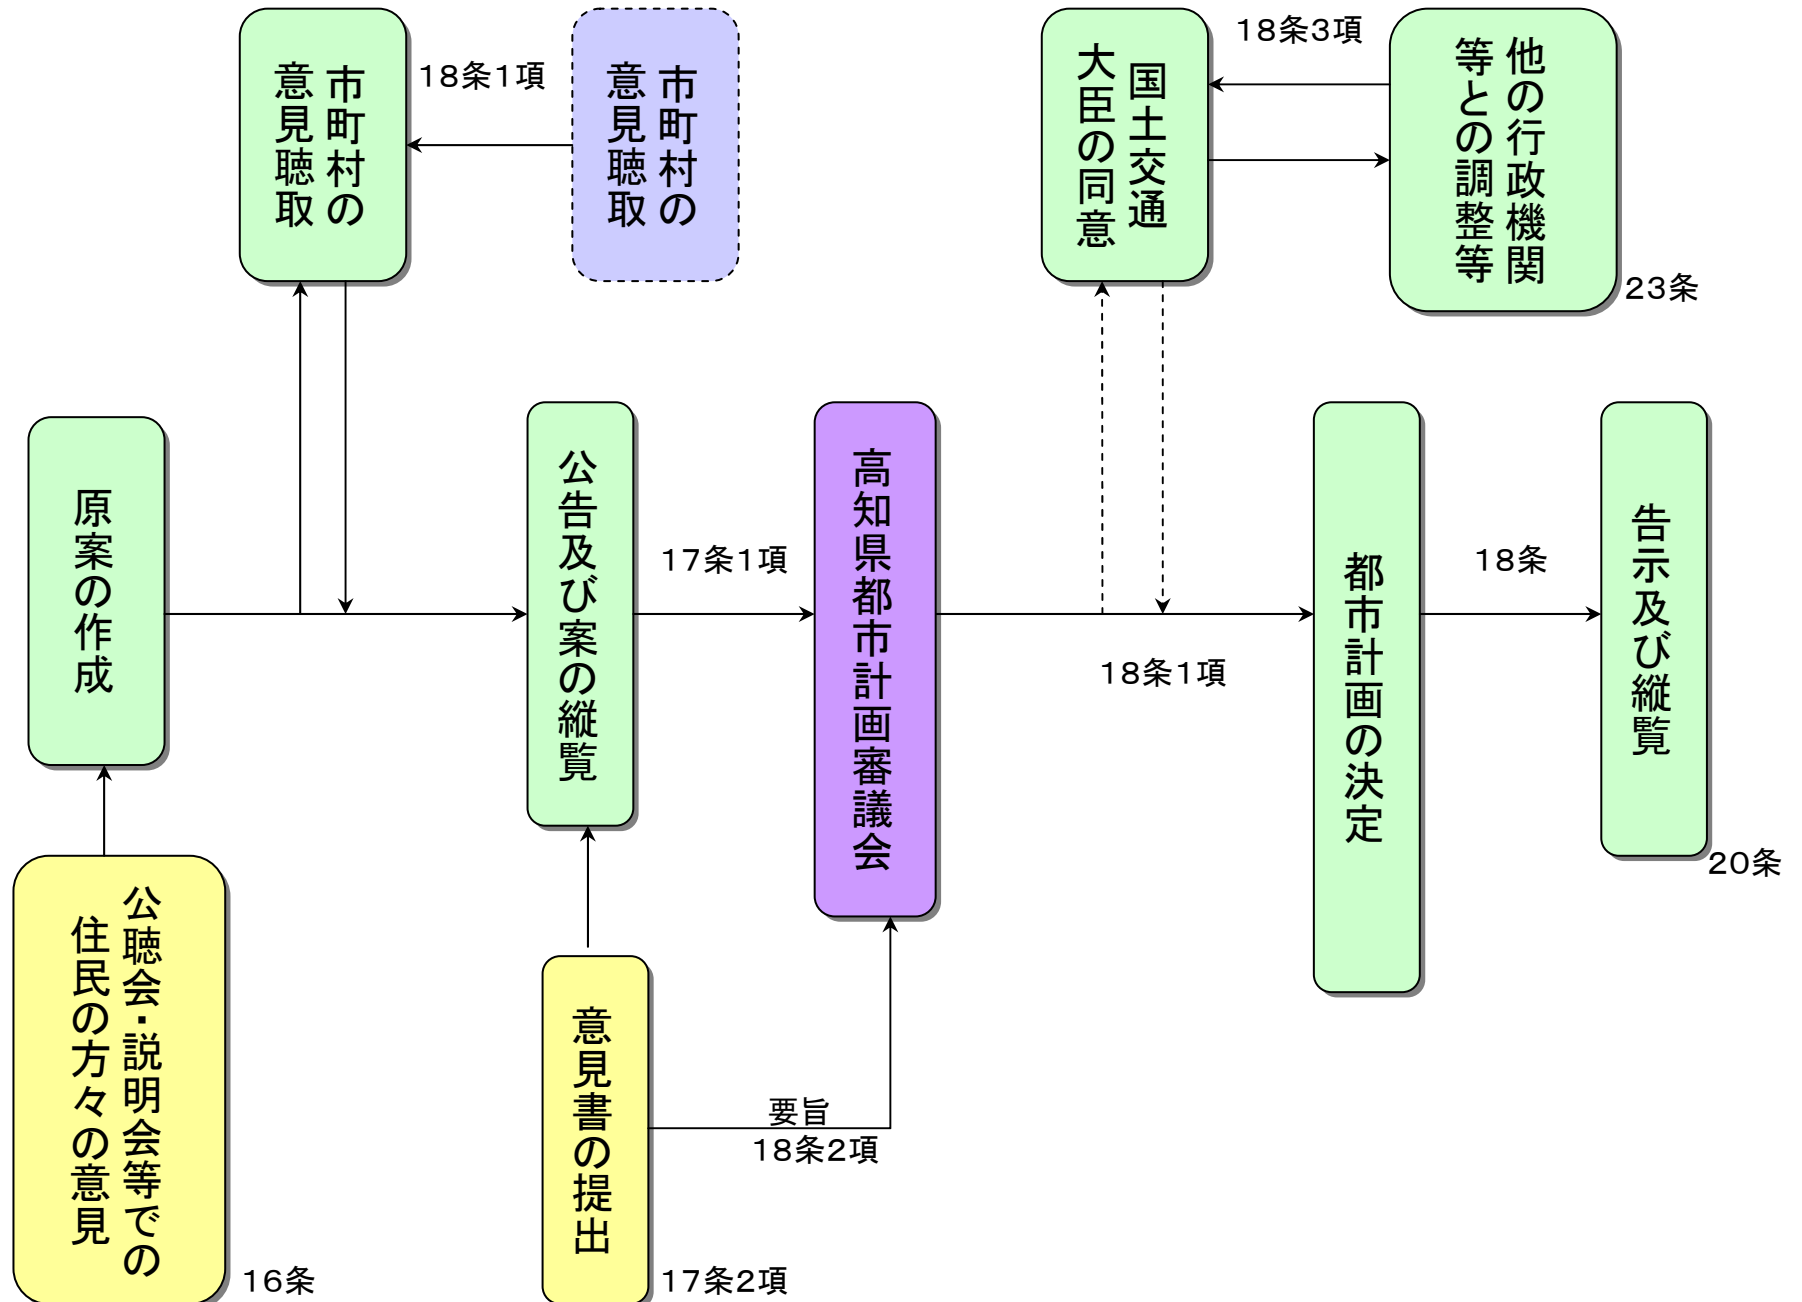 市町村の
意見聴取
18条1項
市町村の
意見聴取
国土交通
大臣の同意
18条3項
他の行政機関
等との調整等
23条
原案の作成
公告及び案の縦覧
17条1項
高知県都市計画審議会
18条1項
都市計画の決定
18条
告示及び縦覧
20条
公聴会・説明会等での
住民の方々の意見
16条
意見書の提出
17条2項
要旨
18条2項